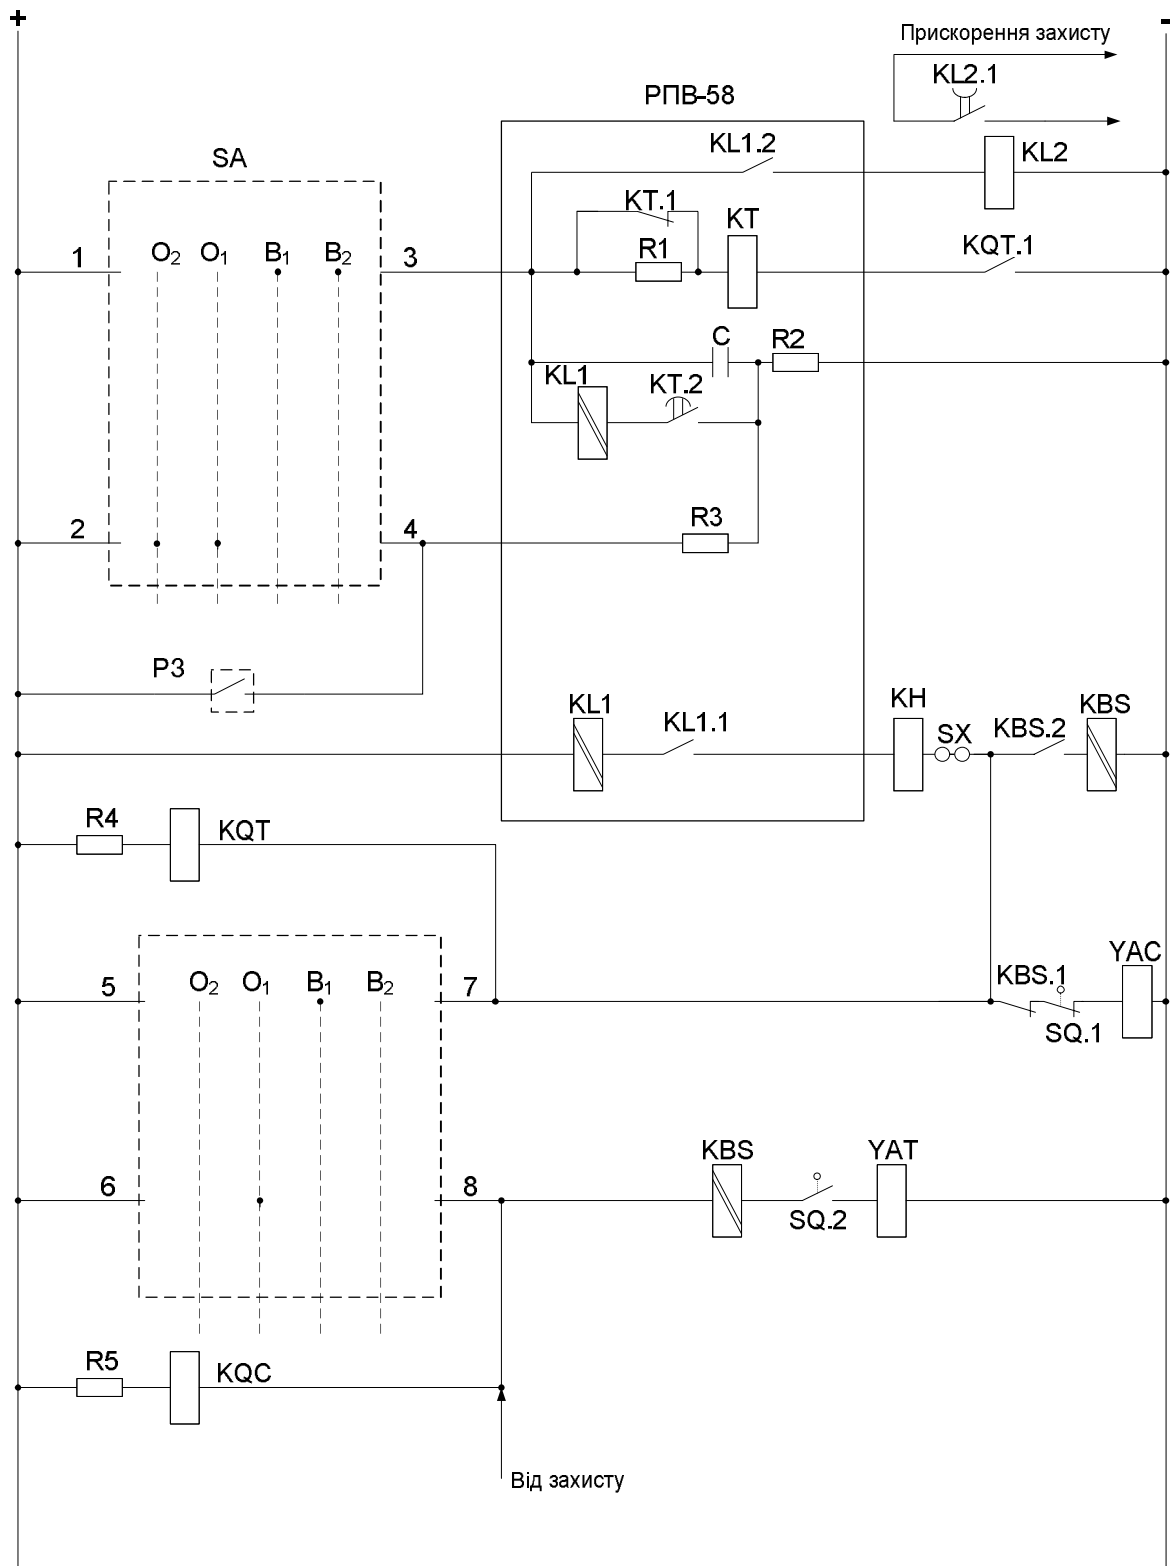 +
-
Прискорення захисту
KL2.1
РПВ-58
KL1.2
KL2
SA
KT.1
KT
1
O₂ O₁ B₁ B₂
3
R1
KQT.1
C
R2
KL1
KT.2
2
4
R3
РЗ
KL1
KL1.1
KH
SX
KBS.2
KBS
R4
KQT
5
O₂ O₁ B₁ B₂
7
KBS.1
YAC
SQ.1
6
8
KBS
YAT
SQ.2
R5
KQC
Від захисту